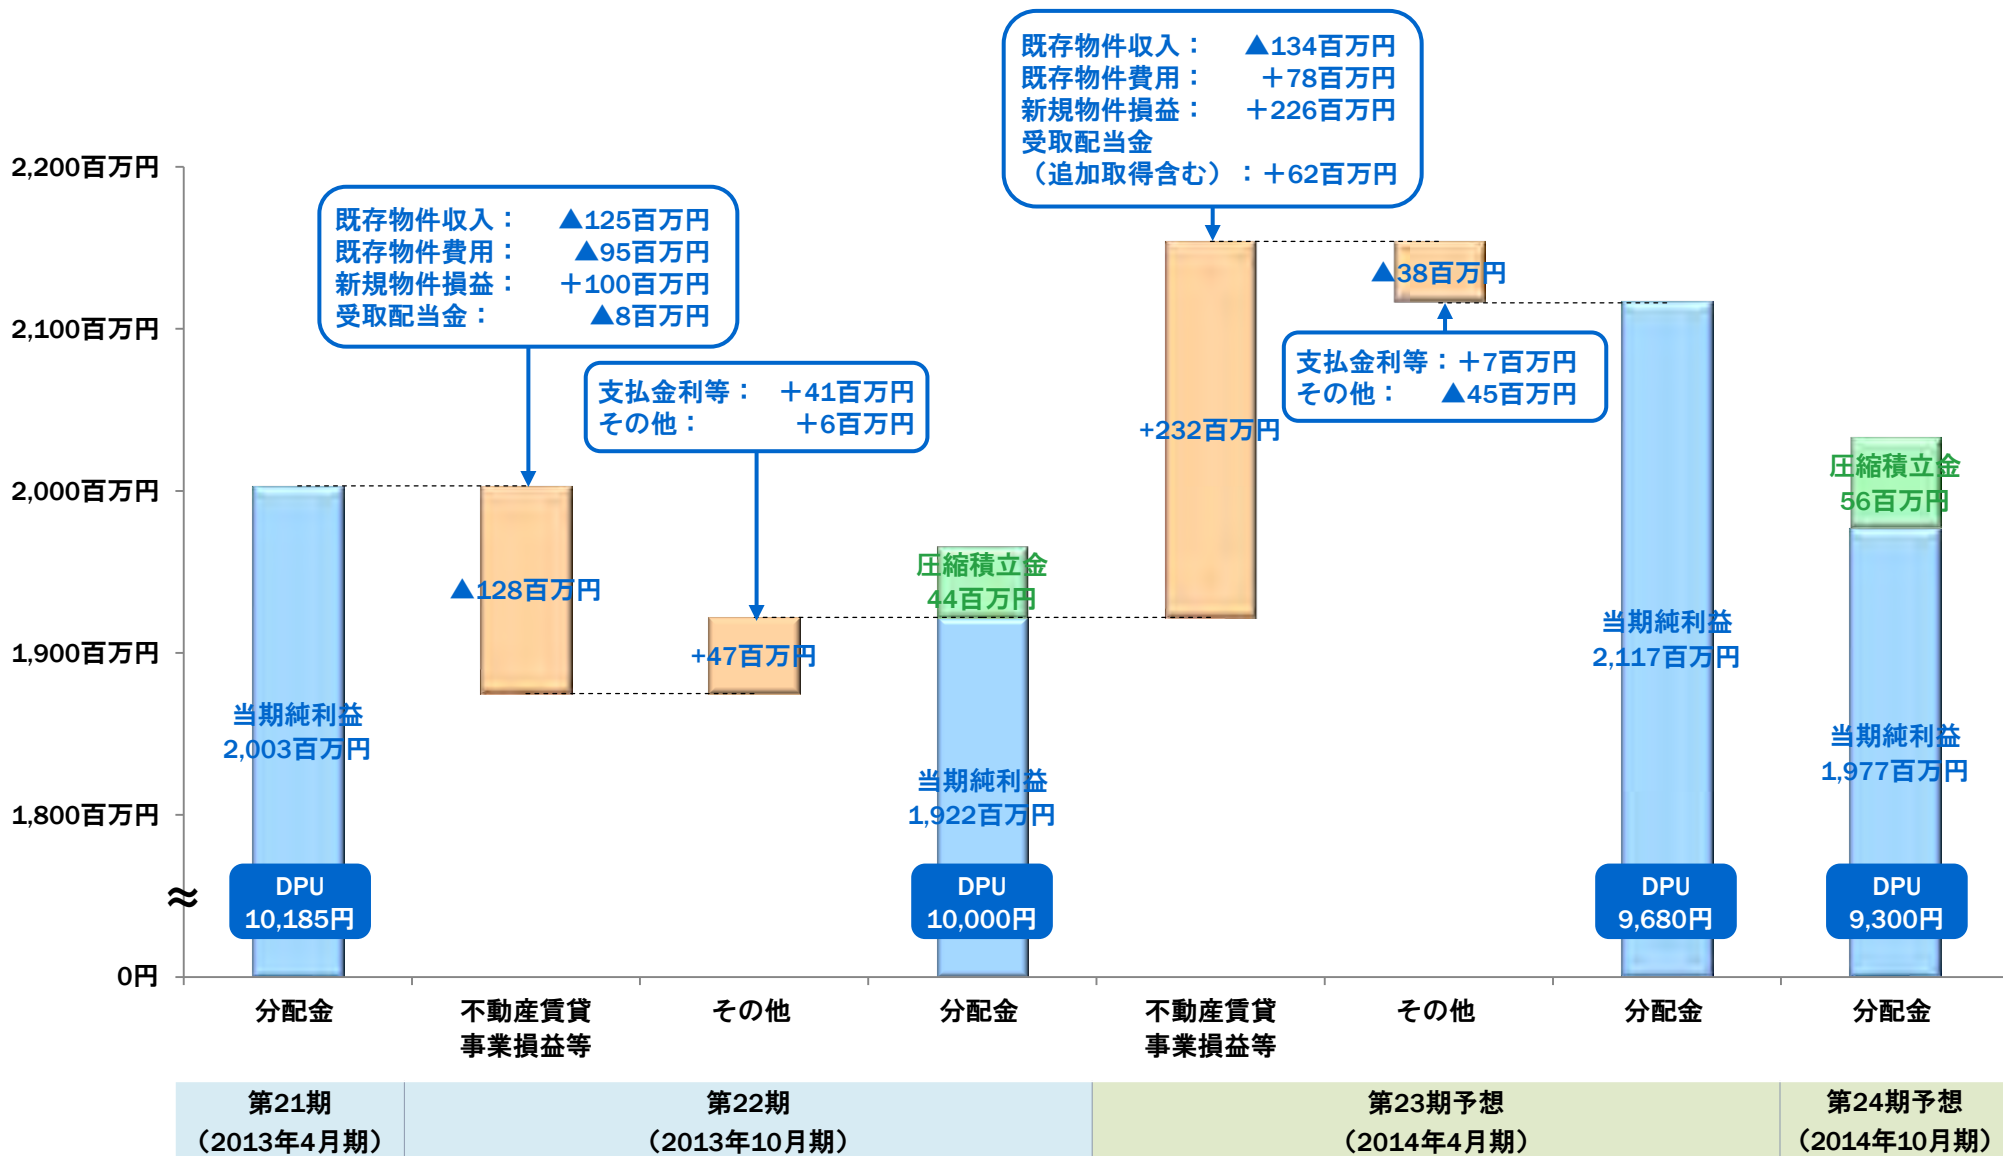 既存物件収入： ▲134百万円
既存物件費用： ＋78百万円
新規物件損益： ＋226百万円
受取配当金
（追加取得含む）：＋62百万円
既存物件収入： ▲125百万円
既存物件費用： ▲95百万円
新規物件損益： ＋100百万円
受取配当金： ▲8百万円
支払金利等： ＋41百万円
その他： ＋6百万円
支払金利等：＋7百万円
その他： ▲45百万円
2,200百万円
2,100百万円
2,000百万円
1,900百万円
1,800百万円
≈
0円
当期純利益
2,003百万円
DPU
10,185円
▲128百万円
+47百万円
圧縮積立金
44百万円
当期純利益
1,922百万円
DPU
10,000円
+232百万円
▲38百万円
当期純利益
2,117百万円
DPU
9,680円
圧縮積立金
56百万円
当期純利益
1,977百万円
DPU
9,300円
分配金
不動産賃貸
事業損益等
その他
分配金
不動産賃貸
事業損益等
その他
分配金
分配金
第21期
（2013年4月期）
第22期
（2013年10月期）
第23期予想
（2014年4月期）
第24期予想
（2014年10月期）